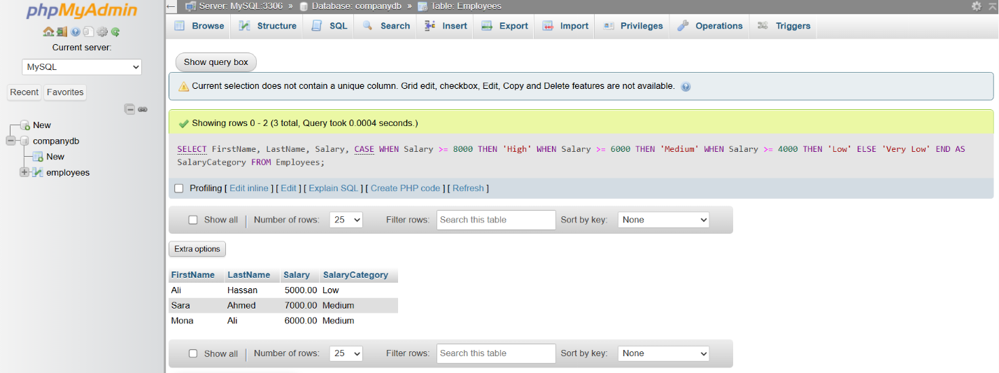 phpMyAdmin
Current server:
MySQL
Recent Favorites
New
companydb
New
employees
Server: MySQL:3306 » Database: companydb » Table: Employees
Browse Structure SQL Search Insert Export Import Privileges Operations Triggers
Show query box
Current selection does not contain a unique column. Grid edit, checkbox, Edit, Copy and Delete features are not available.
Showing rows 0 - 2 (3 total, Query took 0.0004 seconds.)
SELECT FirstName, LastName, Salary, CASE WHEN Salary >= 8000 THEN 'High' WHEN Salary >= 6000 THEN 'Medium' WHEN Salary >= 4000 THEN 'Low' ELSE 'Very Low' END AS
SalaryCategory FROM Employees;
Profiling [ Edit inline ] [ Edit ] [ Explain SQL ] [ Create PHP code ] [ Refresh ]
Show all | Number of rows: 25 Filter rows: Search this table Sort by key: None
Extra options
FirstName LastName Salary SalaryCategory
Ali Hassan 5000.00 Low
Sara Ahmed 7000.00 Medium
Mona Ali 6000.00 Medium
Show all | Number of rows: 25 Filter rows: Search this table Sort by key: None